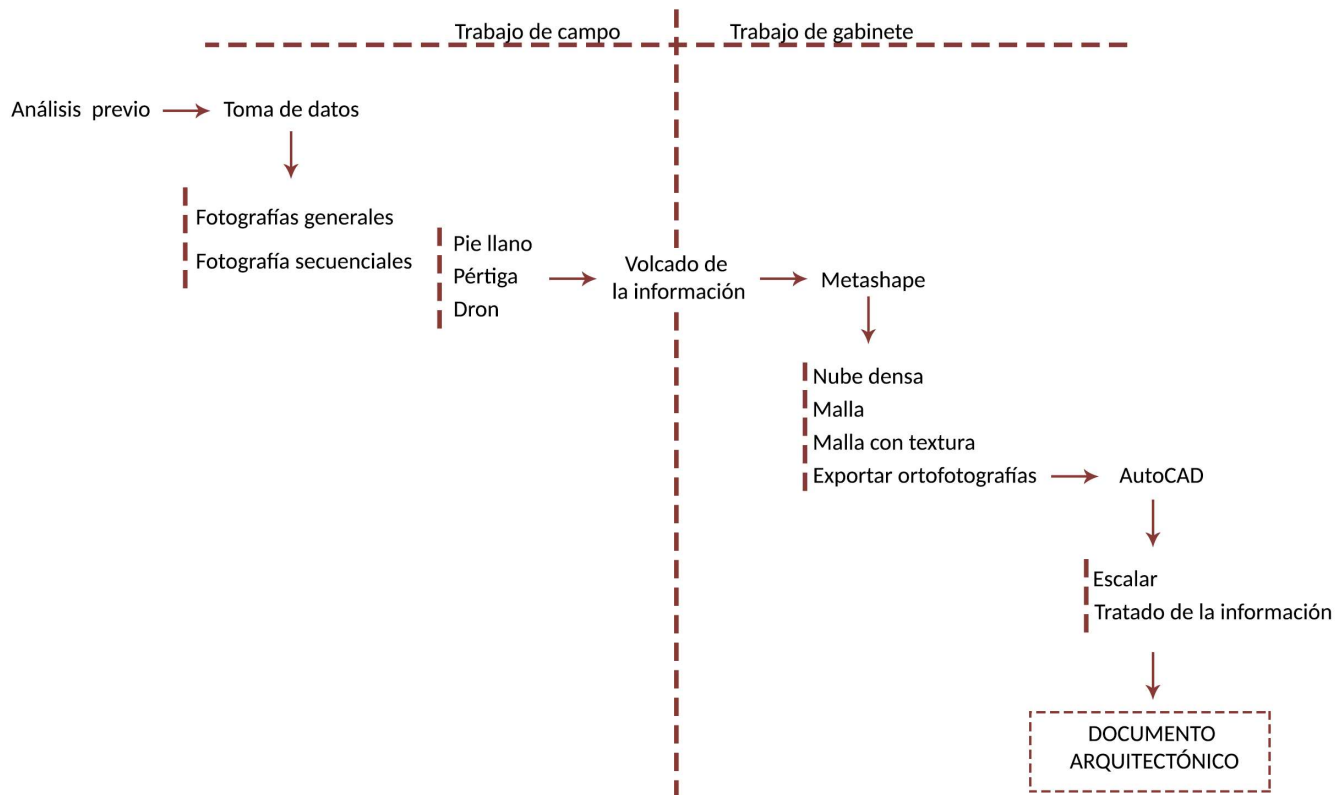 Trabajo de campo
Trabajo de gabinete
Análisis previo
Toma de datos
Fotografías generales
Fotografía secuenciales
Pie llano
Pértiga
Dron
Volcado de
la información
Metashape
Nube densa
Malla
Malla con textura
Exportar ortofotografías
AutoCAD
Escalar
Tratado de la información
DOCUMENTO
ARQUITECTÓNICO